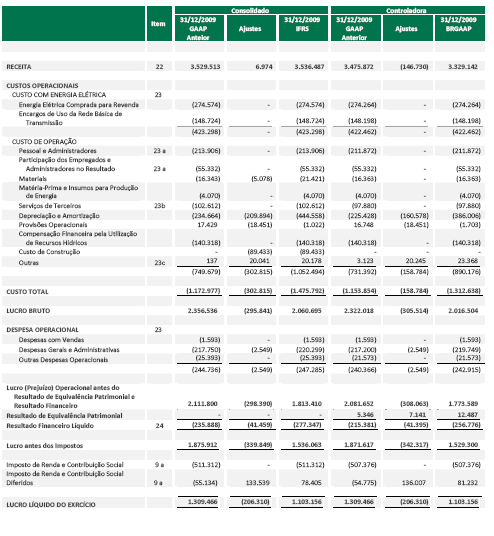 Consolidado Controladora
Item 31/12/2009 GAAP Anteior Ajustes 31/12/2009 IFRS 31/12/2009 GAAP Anterior Ajustes 31/12/2009 BRGAAP
RECEITA 22 3.529.513 6.974 3.536.487 3.475.872 (146.730) 3.329.142
CUSTOS OPERACIONAIS
CUSTO COM ENERGIA ELÉTRICA 23
Energia Elétrica Comprada para Revenda (274.574) - (274.574) (274.264) - (274.264)
Encargos de Uso da Rede Básica de
Transmissão (148.724) - (148.724) (148.198) - (148.198)
(423.298) - (423.298) (422.462) - (422.462)
CUSTO DE OPERAÇÃO
Pessoal e Administradores 23 a (213.906) - (213.906) (211.872) - (211.872)
Participação dos Empregados e
Administradores no Resultado 23 a (55.332) - (55.332) (55.332) - (55.332)
Materiais (16.343) (5.078) (21.421) (16.363) - (16.363)
Matéria-Prima e Insumos para Produção
de Energia (4.070) - (4.070) (4.070) - (4.070)
Serviços de Terceiros 23b (102.612) - (102.612) (97.880) - (97.880)
Depreciação e Amortização (234.664) (209.894) (444.558) (225.428) (160.578) (386.006)
Provisões Operacionais 17.429 (18.451) (1.022) 16.748 (18.451) (1.703)
Compensação Financeira pela Utilização
de Recursos Hídricos (140.318) - (140.318) (140.318) - (140.318)
Custo de Construção - (89.433) (89.433) - - -
Outras 23c 137 20.041 20.178 3.123 20.245 23.368
(749.679) (302.815) (1.052.494) (731.392) (158.784) (890.176)
CUSTO TOTAL (1.172.977) (302.815) (1.475.792) (1.153.854) (158.784) (1.312.638)
LUCRO BRUTO 2.356.536 (295.841) 2.060.695 2.322.018 (305.514) 2.016.504
DESPESA OPERACIONAL 23
Despesas com Vendas (1.593) - (1.593) (1.593) - (1.593)
Despesas Gerais e Administrativas (217.750) (2.549) (220.299) (217.200) (2.549) (219.749)
Outras Despesas Operacionais (25.393) - (25.393) (21.573) - (21.573)
(244.736) (2.549) (247.285) (240.366) (2.549) (242.915)
Lucro (Prejuízo) Operacional antes do
Resultado de Equivalência Patrimonial e
Resultado Financeiro 2.111.800 (298.390) 1.813.410 2.081.652 (308.063) 1.773.589
Resultado de Equivalência Patrimonial - - - 5.346 7.141 12.487
Resultado Financeiro Líquido 24 (235.888) (41.459) (277.347) (215.381) (41.395) (256.776)
Lucro antes dos Impostos 1.875.912 (339.849) 1.536.063 1.871.617 (342.317) 1.529.300
Imposto de Renda e Contribuição Social 9 a (511.312) - (511.312) (507.376) - (507.376)
Imposto de Renda e Contribuição Social
Diferidos 9 a (55.134) 133.539 78.405 (54.775) 136.007 81.232
LUCRO LÍQUIDO DO EXRCÍCIO 1.309.466 (206.310) 1.103.156 1.309.466 (206.310) 1.103.156